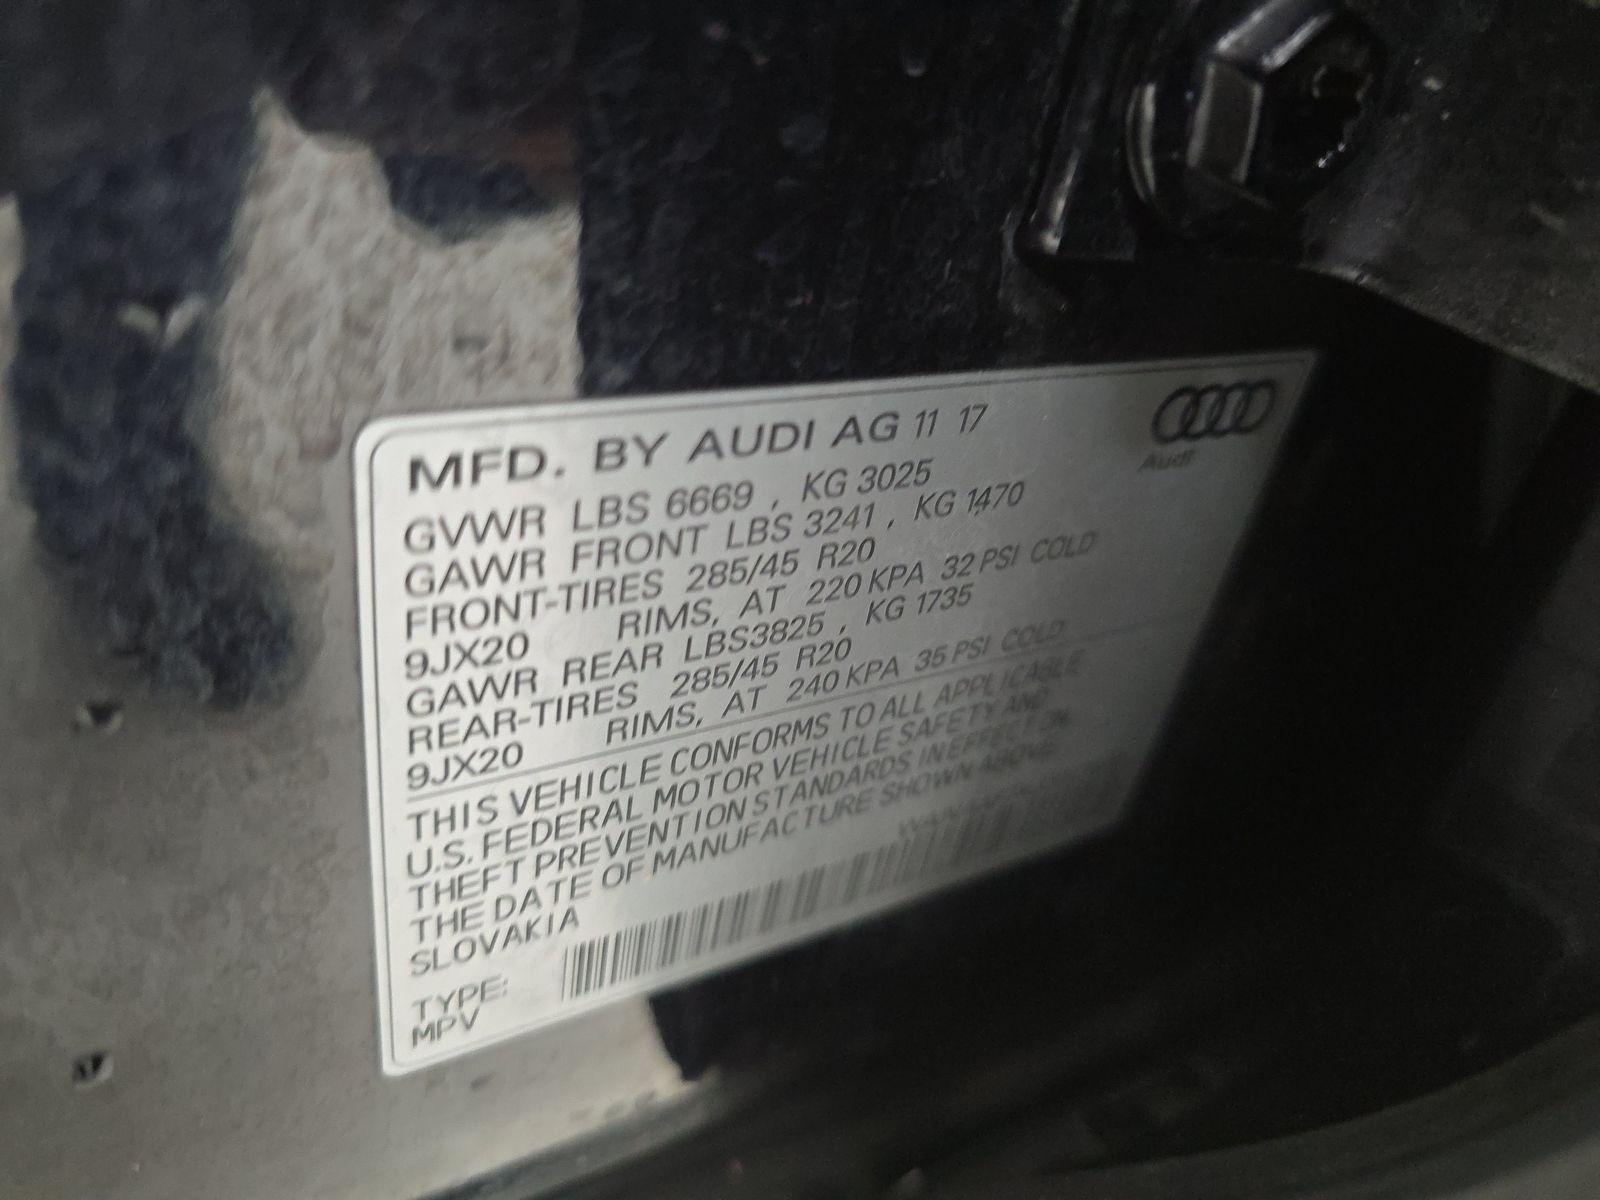 MFD. BY AUDI AG 11 17
Audi
GVWR LBS 6669 , KG 3025
GAWR FRONT LBS 3241 , KG 1470
FRONT-TIRES 285/45 R20
9JX20 RIMS, AT 220 KPA 32 PSI COLD
GAWR REAR LBS3825 , KG 1735
REAR-TIRES 285/45 R20
9JX20 RIMS, AT 240 KPA 35 PSI COLD
THIS VEHICLE CONFORMS TO ALL APPLICABLE
U.S. FEDERAL MOTOR VEHICLE SAFETY AND
THEFT PREVENTION STANDARDS IN EFFECT ON
THE DATE OF MANUFACTURE SHOWN ABOVE
SLOVAKIA
TYPE:
MPV